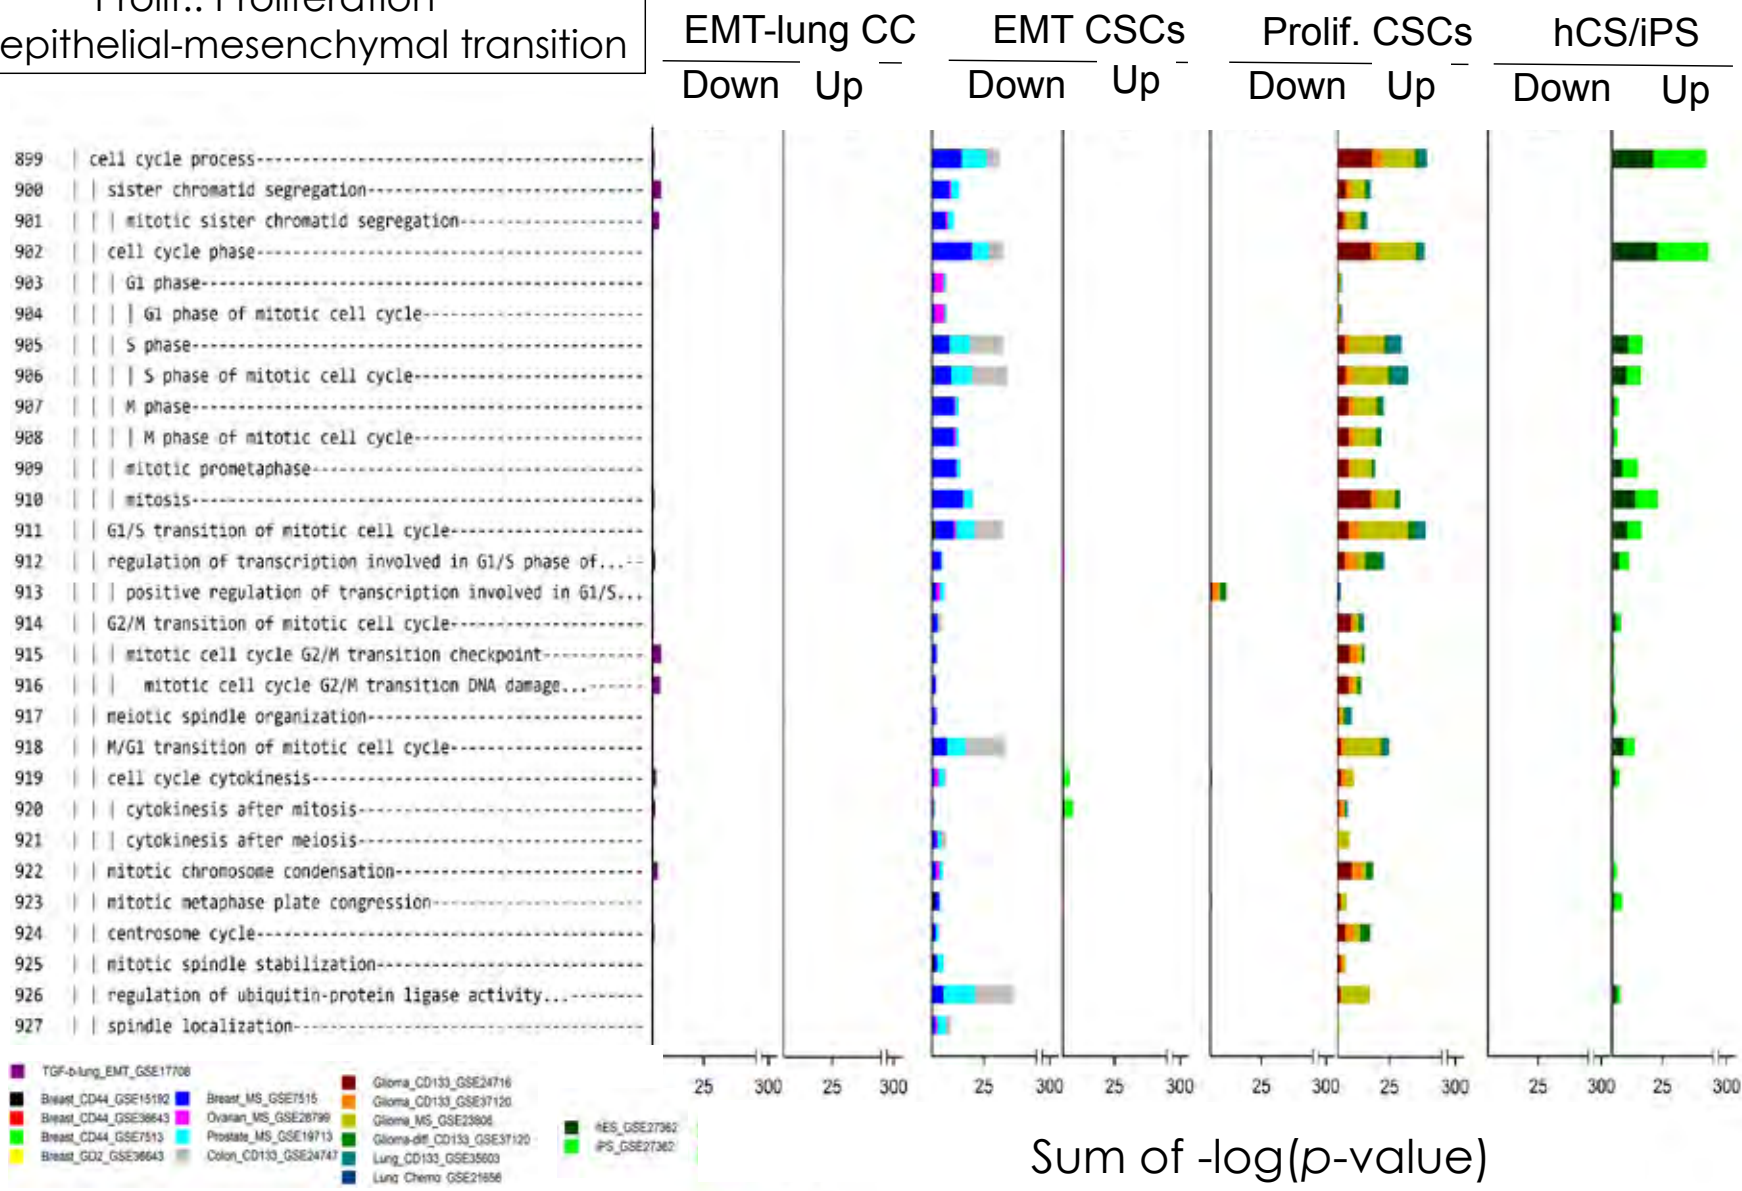 Prolif.: Proliferation
epithelial-mesenchymal transition
EMT-lung CC EMT CSCs Prolif. CSCs hCS/iPS
Down Up Down Up Down Up Down Up
899 | | cell cycle process
900 | | | sister chromatid segregation
901 | | | | mitotic sister chromatid segregation
902 | | | cell cycle phase
903 | | | | G1 phase
904 | | | | | G1 phase of mitotic cell cycle
905 | | | | S phase
906 | | | | | S phase of mitotic cell cycle
907 | | | | M phase
908 | | | | | M phase of mitotic cell cycle
909 | | | | mitotic prometaphase
910 | | | | mitosis
911 | | | G1/S transition of mitotic cell cycle
912 | | | regulation of transcription involved in G1/S phase of...
913 | | | | positive regulation of transcription involved in G1/S...
914 | | | G2/M transition of mitotic cell cycle
915 | | | | mitotic cell cycle G2/M transition checkpoint
916 | | | | mitotic cell cycle G2/M transition DNA damage...
917 | | | meiotic spindle organization
918 | | | M/G1 transition of mitotic cell cycle
919 | | | cell cycle cytokinesis
920 | | | | cytokinesis after mitosis
921 | | | | cytokinesis after meiosis
922 | | | mitotic chromosome condensation
923 | | | mitotic metaphase plate congression
924 | | | centrosome cycle
925 | | | mitotic spindle stabilization
926 | | | regulation of ubiquitin-protein ligase activity...
927 | | | spindle localization
25 300 25 300 25 300 25 300 25 300 25 300
TGF-b-lung_EMT_GSE17708
Breast_CD44_GSE15192
Breast_CD44_GSE36643
Breast_CD44_GSE7513
Breast_GD2_GSE36643
Breast_MS_GSE7515
Ovarian_MS_GSE28799
Prostate_MS_GSE19713
Colon_CD133_GSE24747
Glioma_CD133_GSE24716
Glioma_CD133_GSE37120
Glioma_MS_GSE23806
Glioma-diff_CD133_GSE37120
Lung_CD133_GSE35603
Lung_Chemo_GSE21656
hES_GSE27362
iPS_GSE27362
Sum of -log(p-value)